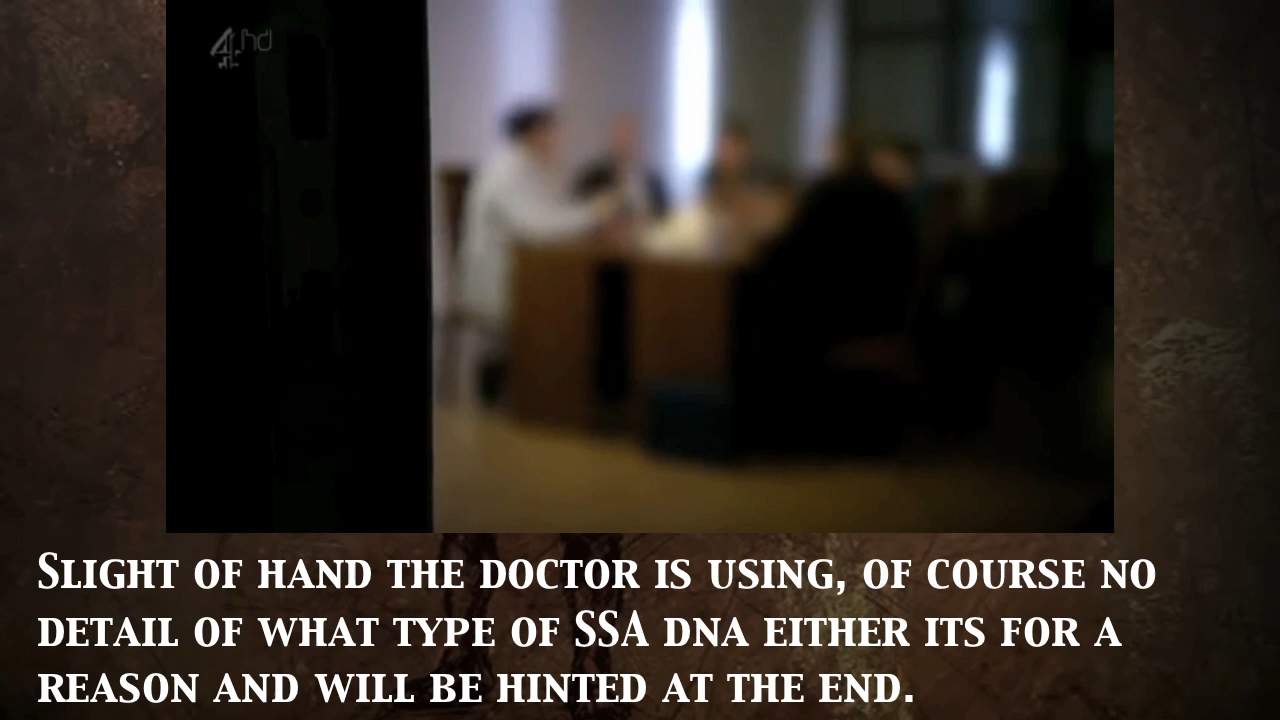 4hd
Slight of hand the doctor is using, of course no
detail of what type of SSA dna either its for a
reason and will be hinted at the end.